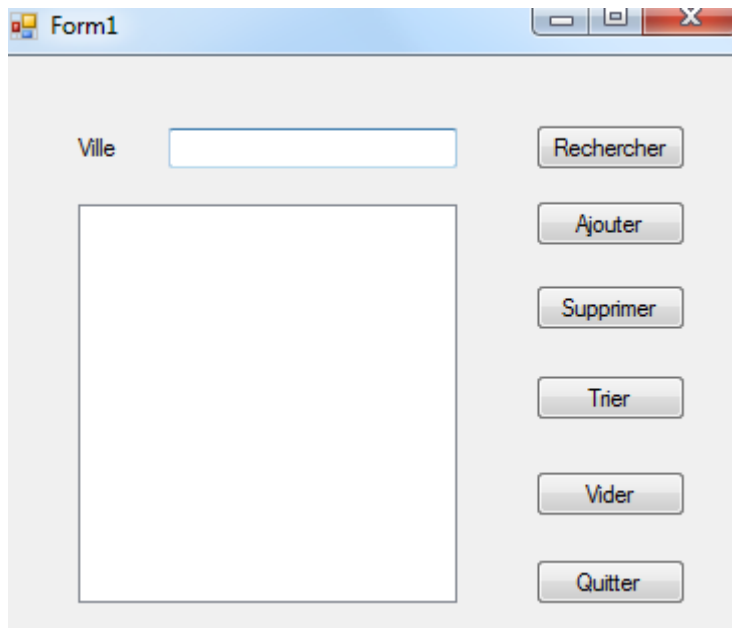 Form1
Ville
Rechercher
Ajouter
Supprimer
Trier
Vider
Quitter